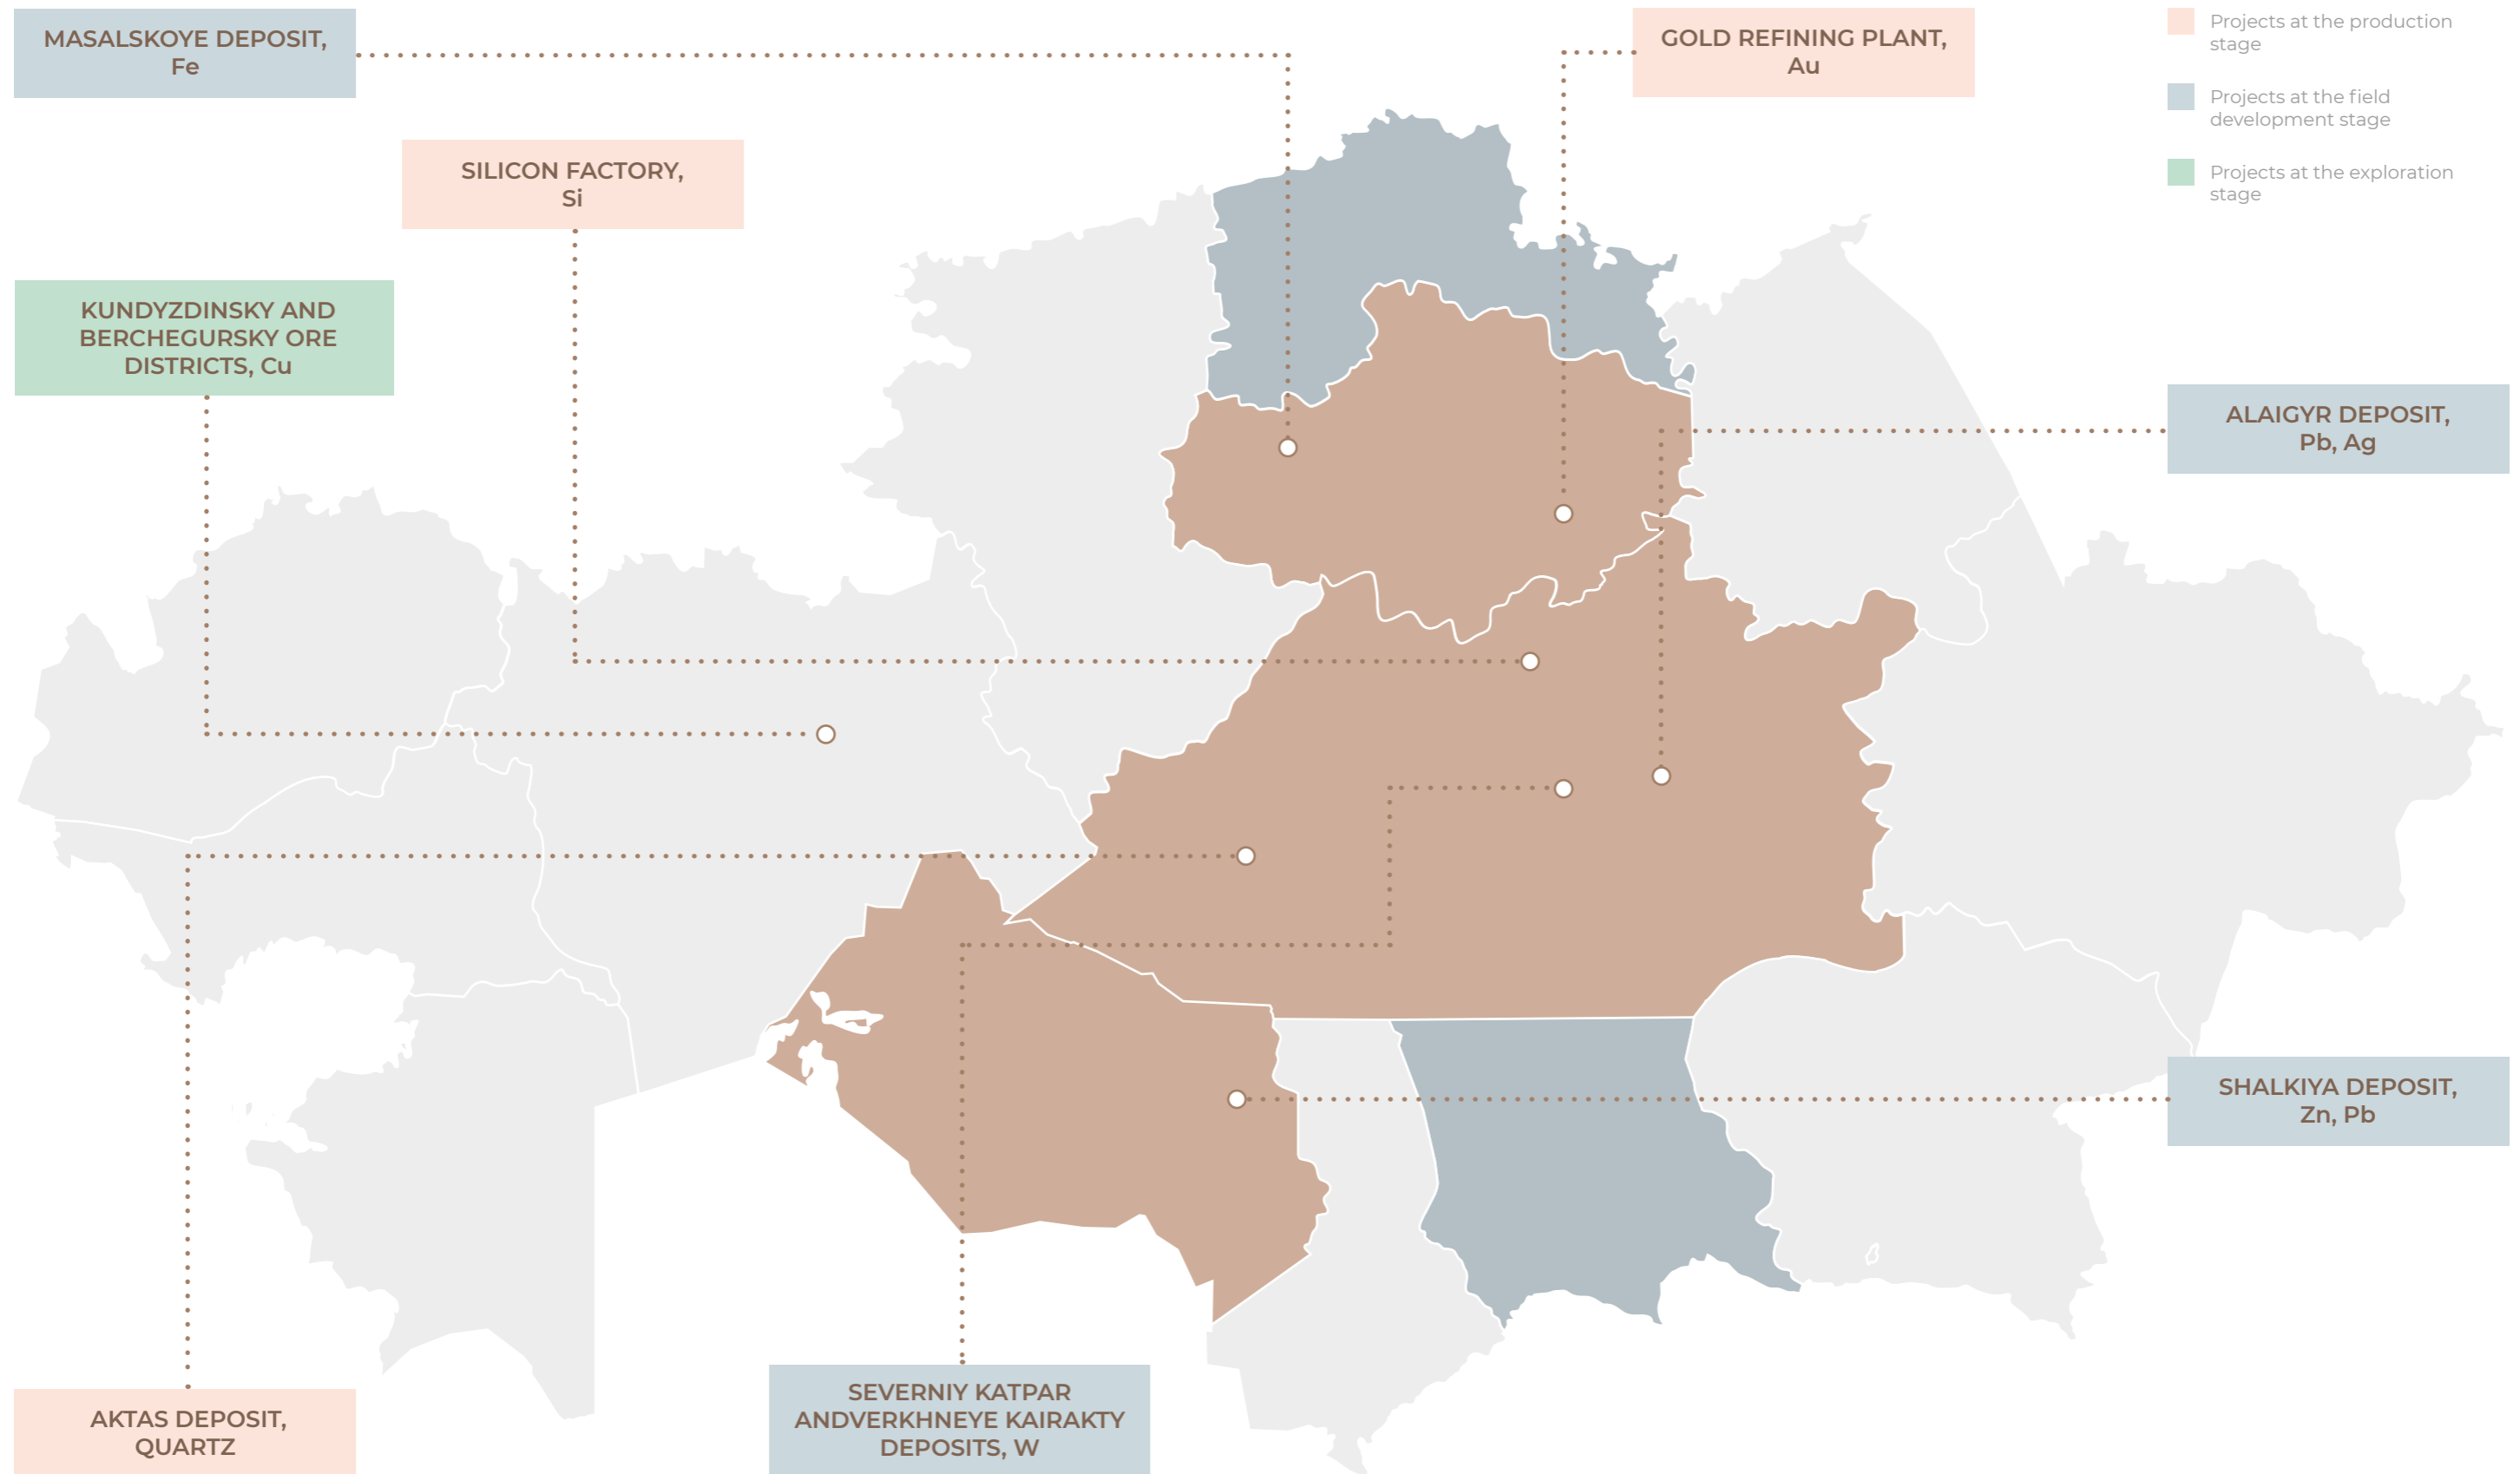 MASALSKOYE DEPOSIT,
Fe
GOLD REFINING PLANT,
Au
Projects at the production
stage
Projects at the field
development stage
Projects at the exploration
stage
SILICON FACTORY,
Si
KUNDYZDINSKY AND
BERCHEGURSKY ORE
DISTRICTS, Cu
ALAIGYR DEPOSIT,
Pb, Ag
SHALKIYA DEPOSIT,
Zn, Pb
AKTAS DEPOSIT,
QUARTZ
SEVERNIY KATPAR
ANDVERKHNEYE KAIRAKTY
DEPOSITS, W